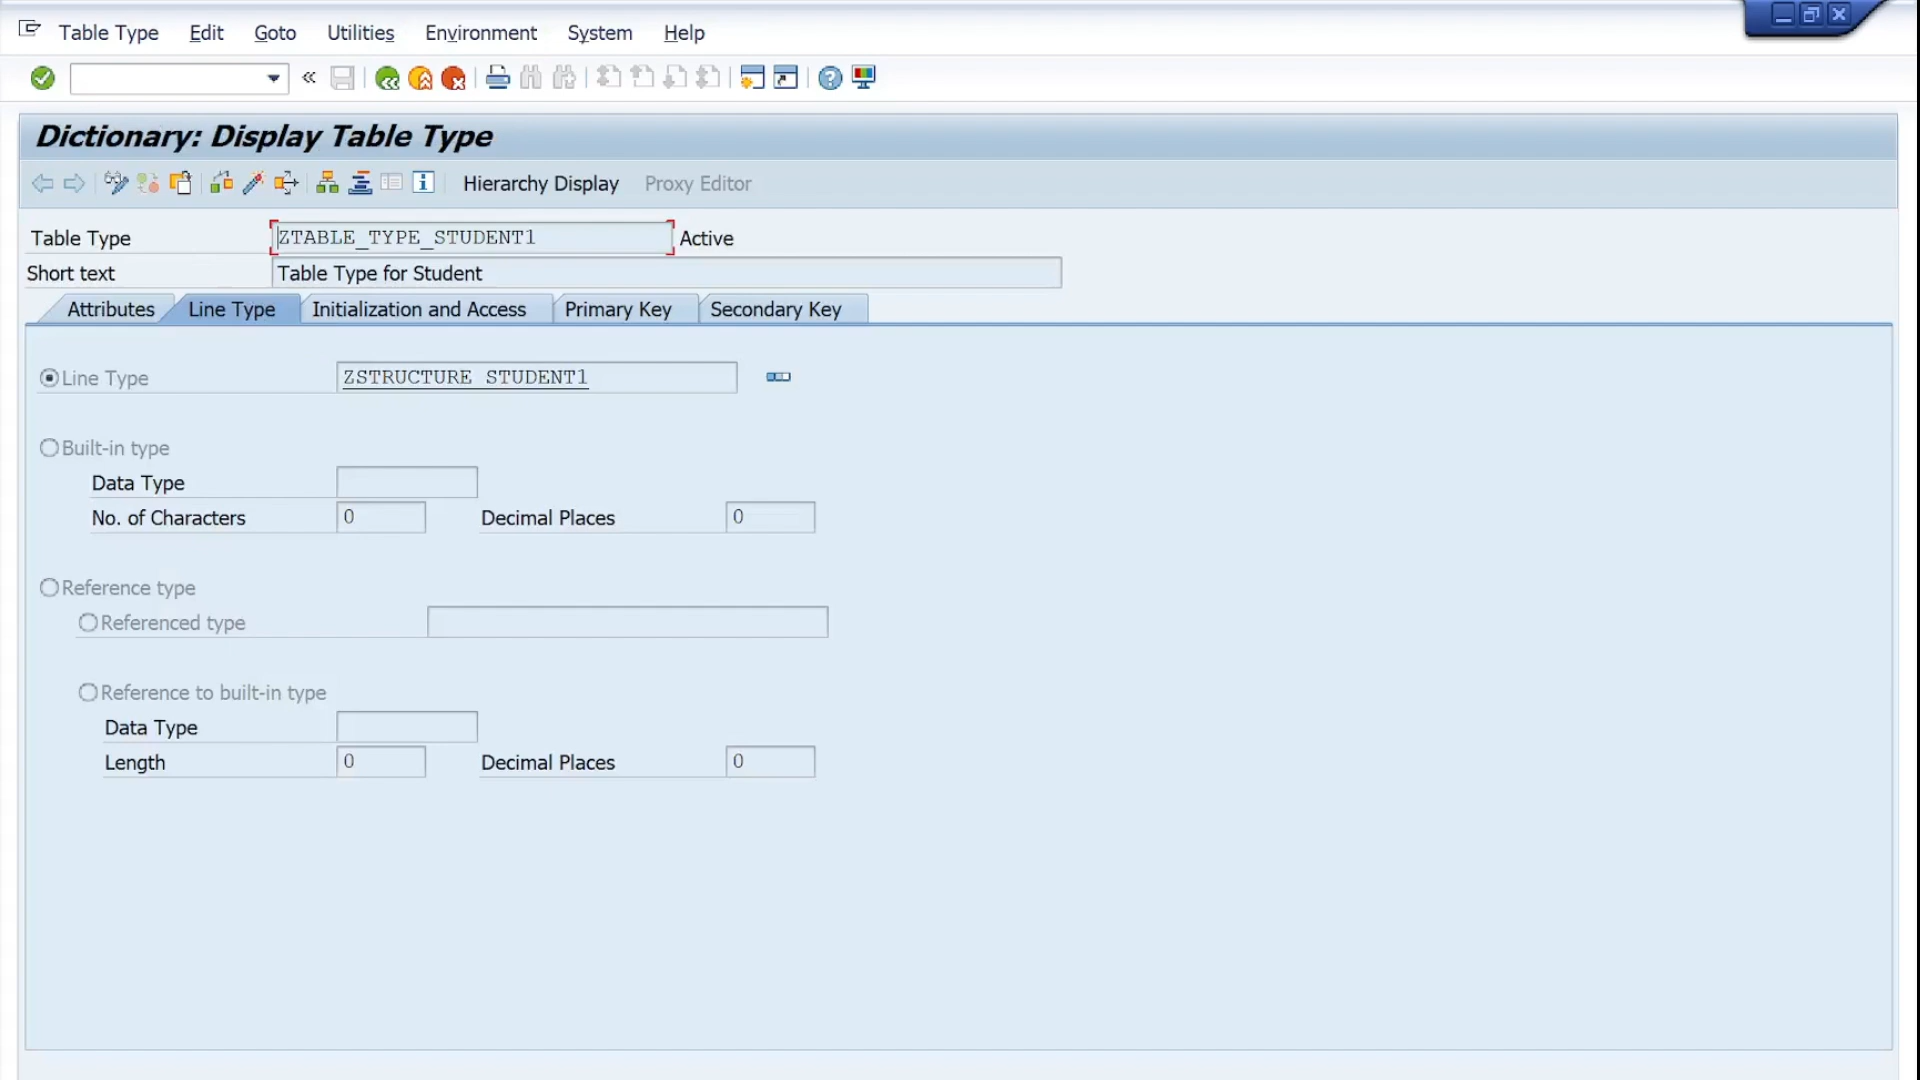 Table Type Edit Goto Utilities Environment System Help
Dictionary: Display Table Type
Hierarchy Display Proxy Editor
Table Type ZTABLE_TYPE_STUDENT1 Active
Short text Table Type for Student
Attributes Line Type Initialization and Access Primary Key Secondary Key
Line Type ZSTRUCTURE_STUDENT1
Built-in type
Data Type
No. of Characters 0 Decimal Places 0
Reference type
Referenced type
Reference to built-in type
Data Type
Length 0 Decimal Places 0